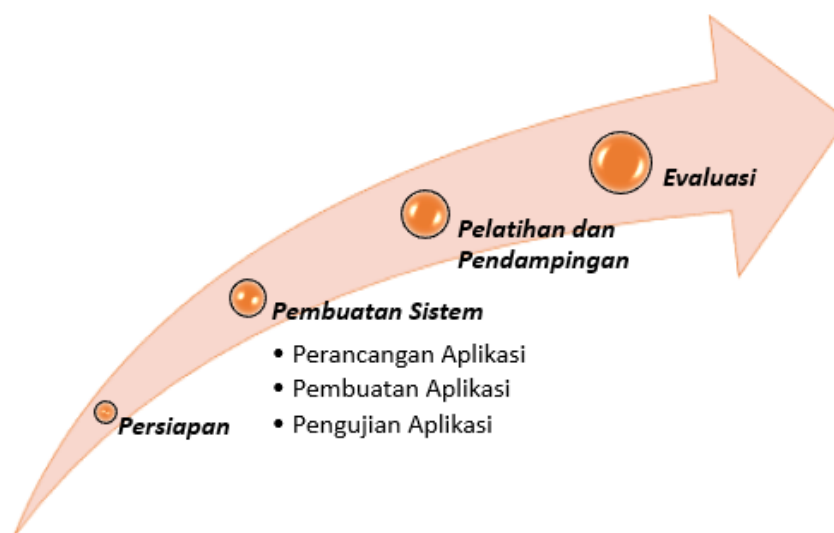 Persiapan
Pembuatan Sistem
• Perancangan Aplikasi
• Pembuatan Aplikasi
• Pengujian Aplikasi
Pelatihan dan
Pendampingan
Evaluasi